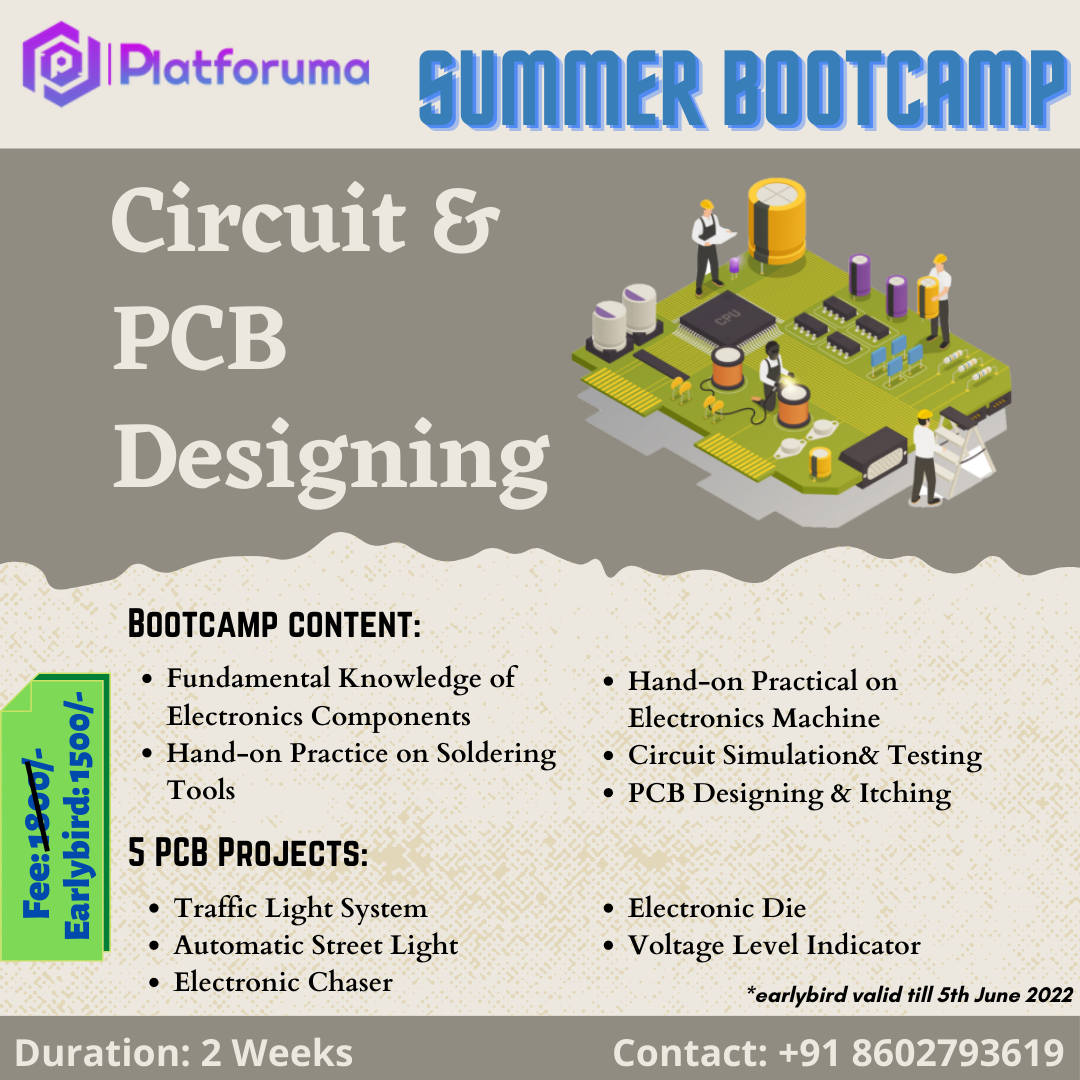 Platforuma
SUMMER BOOTCAMP
Circuit &
PCB
Designing
CPU
BOOTCAMP CONTENT:
• Fundamental Knowledge of
Electronics Components
• Hand-on Practice on Soldering
Tools
• Hand-on Practical on
Electronics Machine
• Circuit Simulation& Testing
• PCB Designing & Itching
Fee:1800/-
Earlybird:1500/-
5 PCB PROJECTS:
• Traffic Light System
• Automatic Street Light
• Electronic Chaser
• Electronic Die
• Voltage Level Indicator
*earlybird valid till 5th June 2022
Duration: 2 Weeks
Contact: +91 8602793619